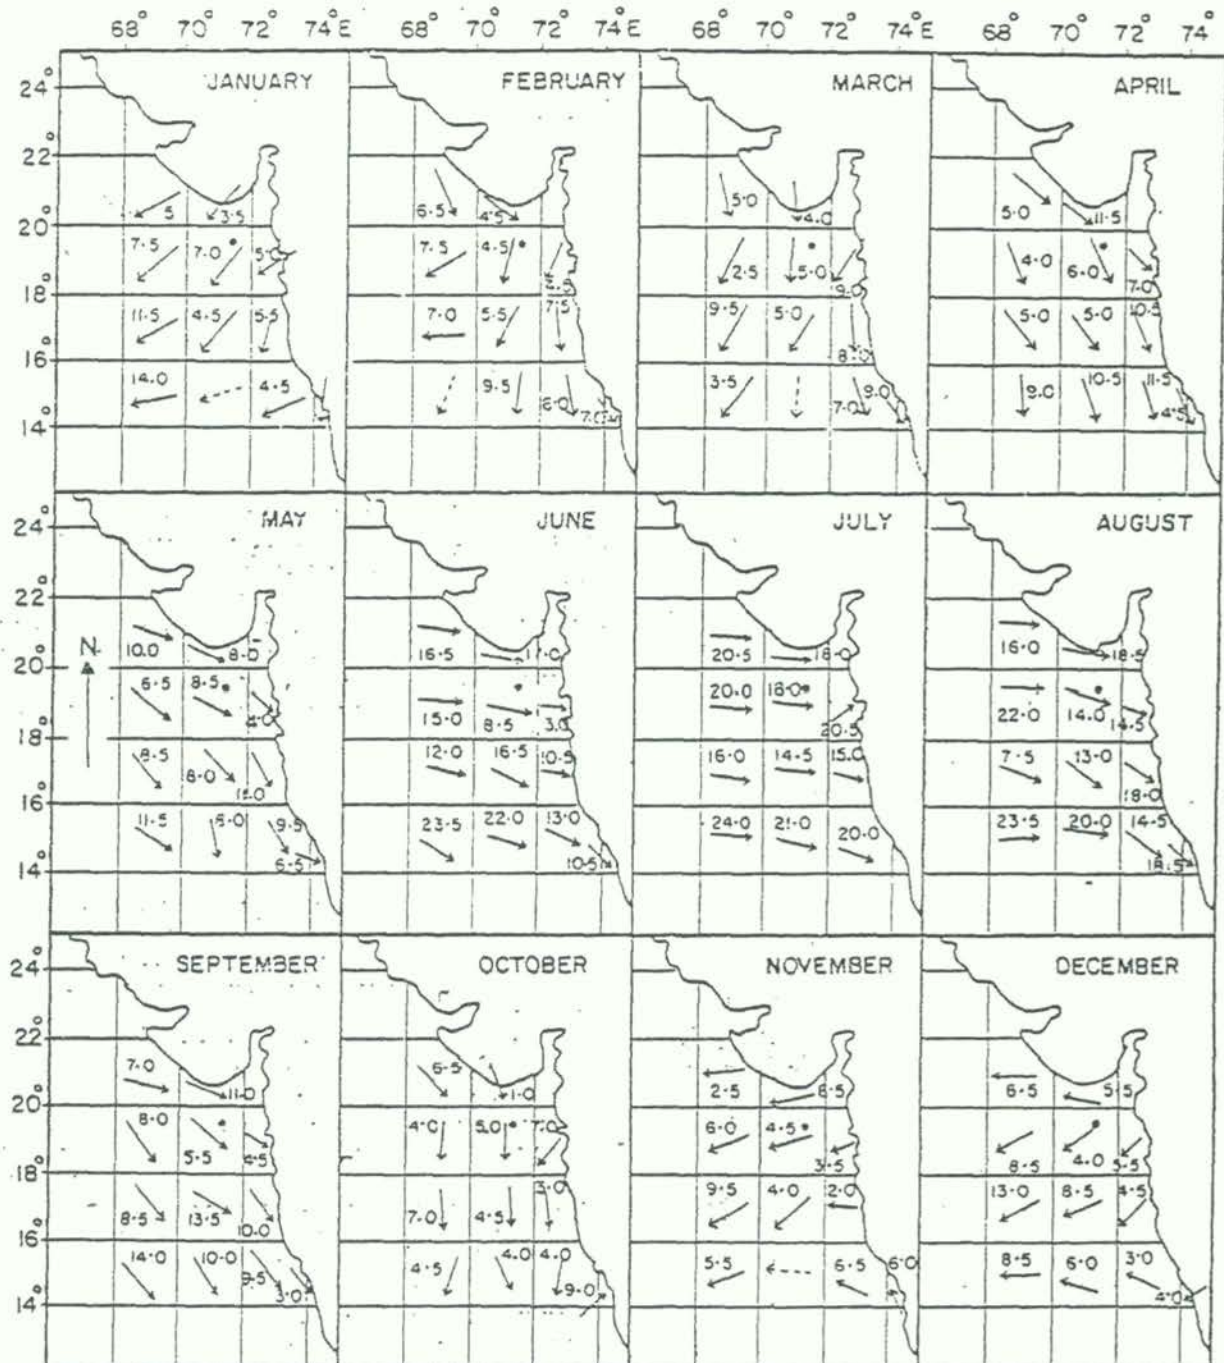 68° 70° 72° 74°E 68° 70° 72° 74° 68° 70° 72° 74°E 68° 70° 72° 74°
JANUARY FEBRUARY MARCH APRIL
24°
22°
5 3.5 6.5 4.5 5.0 4.0 5.0 11.5
20°
7.5 7.0 5.0 7.5 4.5 2.5 5.0 9.0 4.0 6.0 7.0
18°
11.5 4.5 5.5 7.0 5.5 7.5 9.5 5.0 8.0 5.0 5.0 10.5
16°
14.0 4.5 9.5 8.0 7.0 3.5 7.0 9.0 9.0 10.5 11.5 4.5
14°
MAY JUNE JULY AUGUST
24°
22°
N
10.0 8.0 16.5 17.0 20.5 18.0 16.0 18.5
20°
6.5 8.5 4.0 15.0 8.5 3.0 20.0 18.0 20.5 22.0 14.0 14.5
18°
8.5 8.0 12.0 16.5 10.5 16.0 14.5 15.0 7.5 13.0 18.0
16°
11.5 9.5 6.5 23.5 22.0 13.0 10.5 24.0 21.0 20.0 23.5 20.0 14.5 18.5
14°
SEPTEMBER OCTOBER NOVEMBER DECEMBER
24°
22°
7.0 11.0 6.5 1.0 2.5 8.5 6.5 5.5
20°
8.0 5.5 4.5 4.0 5.0 7.0 6.0 4.5 3.5 8.5 4.0 5.5
18°
8.5 13.5 10.0 7.0 4.5 3.0 9.5 4.0 2.0 13.0 8.5 4.5
16°
14.0 10.0 9.5 3.0 4.5 4.0 4.0 9.0 5.5 6.5 6.0 8.5 6.0 3.0 4.0
14°